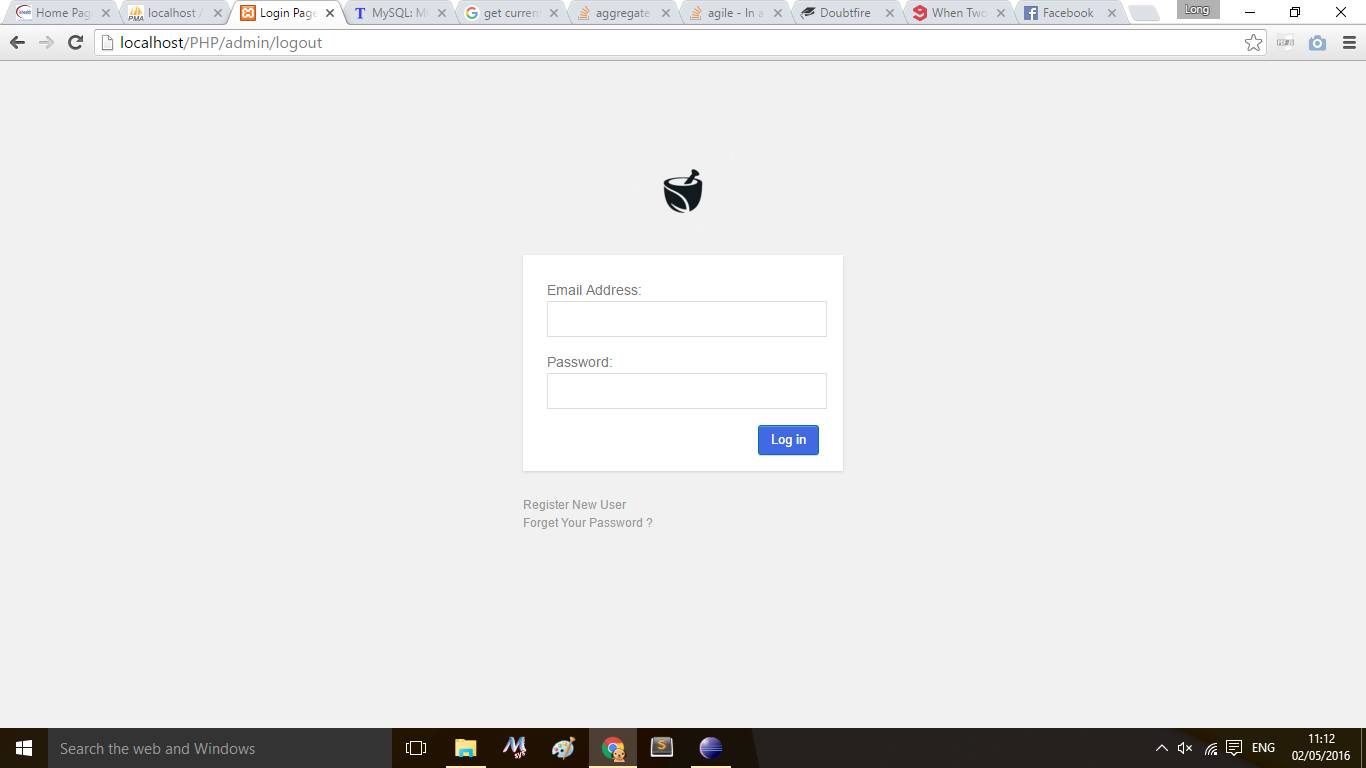 Home Pag
localhost /
Login Page
MySQL: M
get curren
aggregate
agile - In a
Doubtfire
When Two
Facebook
Long
localhost/PHP/admin/logout
Email Address:
Password:
Log in
Register New User
Forget Your Password ?
Search the web and Windows
ENG
11:12
02/05/2016